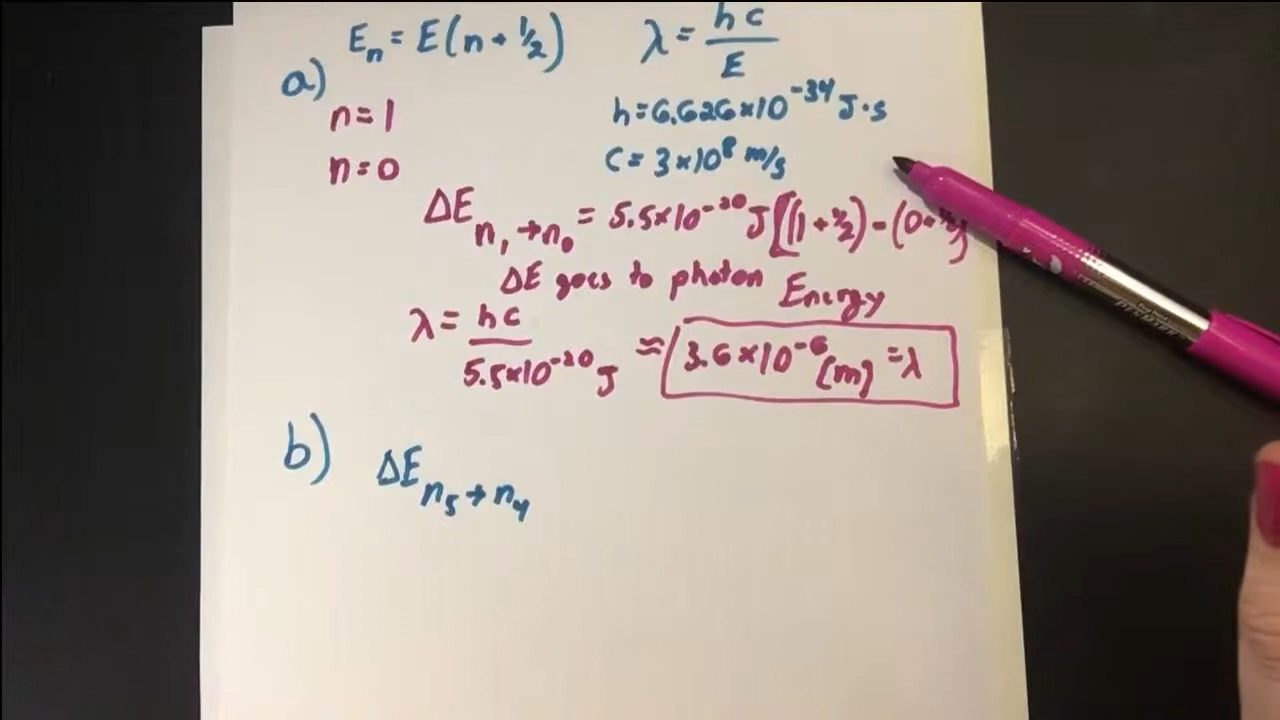 Eₙ = E(n + 1/2)
λ = hc/E
a)
n = 1
h = 6.626×10⁻³⁴ J·s
n = 0
c = 3×10⁸ m/s
ΔE n₁→n₀ = 5.5×10⁻²⁰ J[(1 + 1/2) - (0 +
ΔE goes to photon Energy
λ = hc/5.5×10⁻²⁰ J ≈ 3.6×10⁻⁶ [m] = λ
b) ΔE n₅→n₄